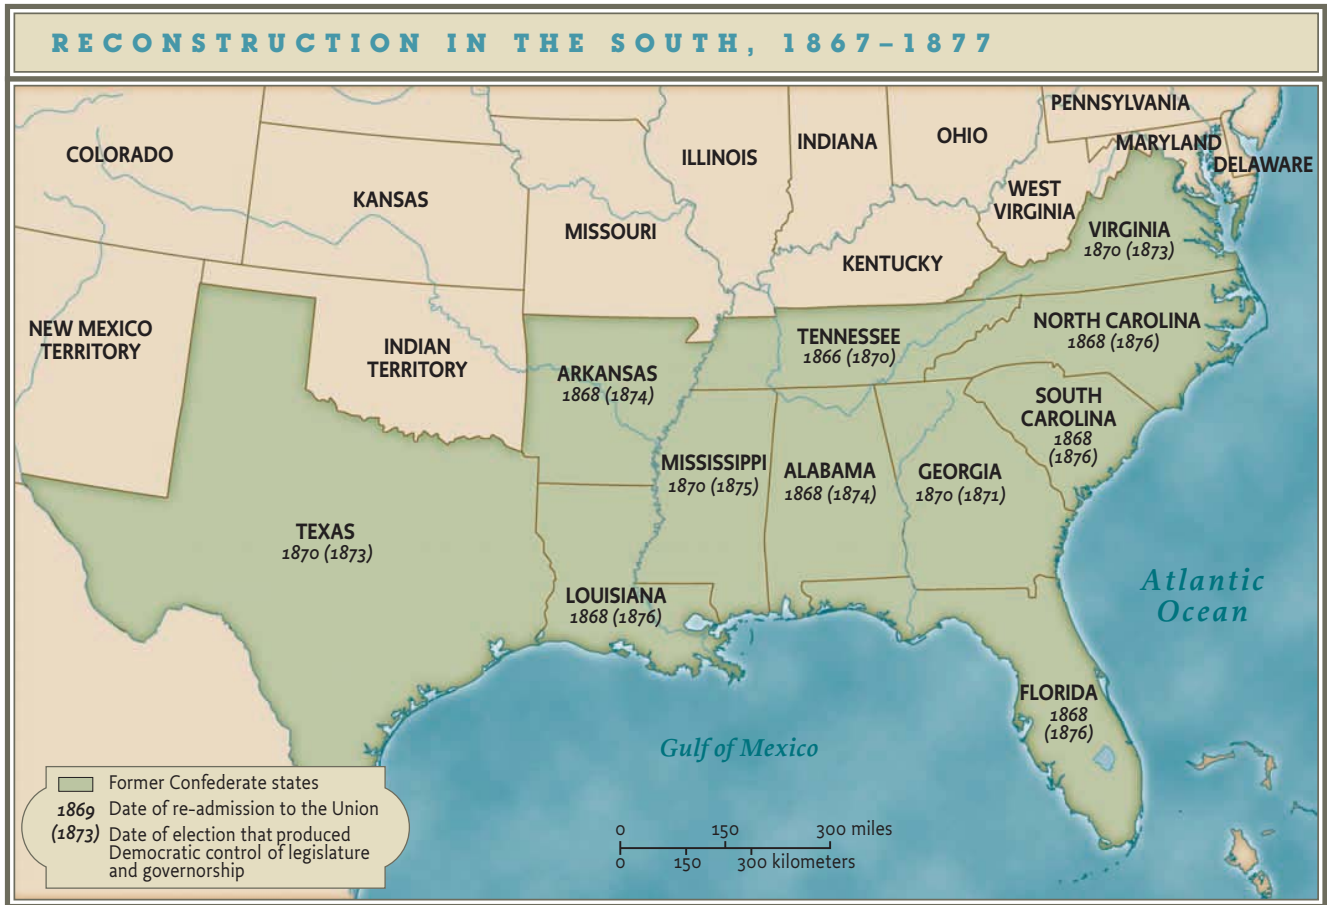 RECONSTRUCTION IN THE SOUTH, 1867–1877
PENNSYLVANIA
COLORADO
ILLINOIS
INDIANA
OHIO
MARYLAND
DELAWARE
KANSAS
MISSOURI
WEST
VIRGINIA
VIRGINIA
1870 (1873)
KENTUCKY
NEW MEXICO
TERRITORY
INDIAN
TERRITORY
TENNESSEE
1866 (1870)
NORTH CAROLINA
1868 (1876)
ARKANSAS
1868 (1874)
SOUTH
CAROLINA
1868
(1876)
MISSISSIPPI
1870 (1875)
ALABAMA
1868 (1874)
GEORGIA
1870 (1871)
TEXAS
1870 (1873)
LOUISIANA
1868 (1876)
Atlantic
Ocean
FLORIDA
1868
(1876)
Gulf of Mexico
Former Confederate states
1869 Date of re-admission to the Union
(1873) Date of election that produced
Democratic control of legislature
and governorship
0 150 300 miles
0 150 300 kilometers